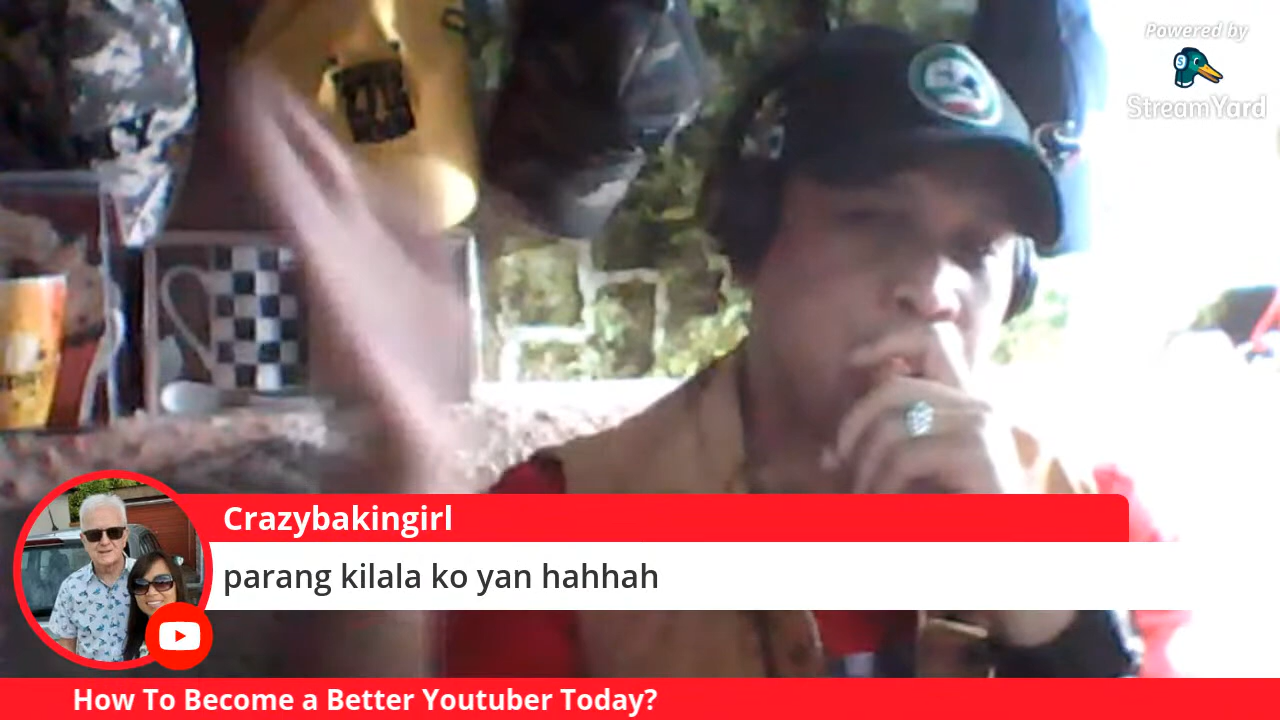 Powered by
StreamYard
Crazybakingirl
parang kilala ko yan hahhah
How To Become a Better Youtuber Today?